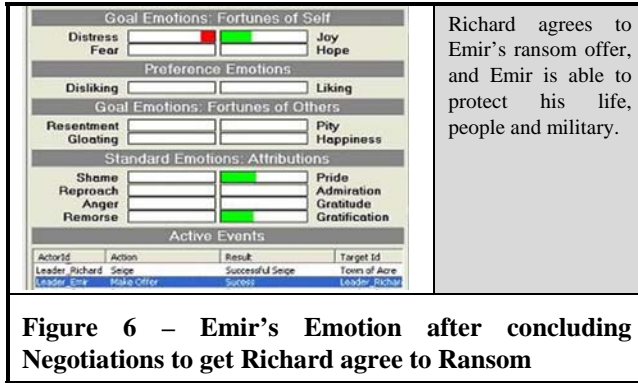 Goal Emotions: Fortunes of Self
Distress Joy
Fear Hope
Preference Emotions
Disliking Liking
Goal Emotions: Fortunes of Others
Resentment Pity
Gloating Happiness
Standard Emotions: Attributions
Shame Pride
Reproach Admiration
Anger Gratitude
Remorse Gratification
Active Events
ActorId Action Result Target Id
Leader_Richard Seige Successful Seige Town of Acre
Leader_Emir Make Offer Sucess Leader_Richar
Richard agrees to
Emir's ransom offer,
and Emir is able to
protect his life,
people and military.
Figure 6 – Emir's Emotion after concluding
Negotiations to get Richard agree to Ransom